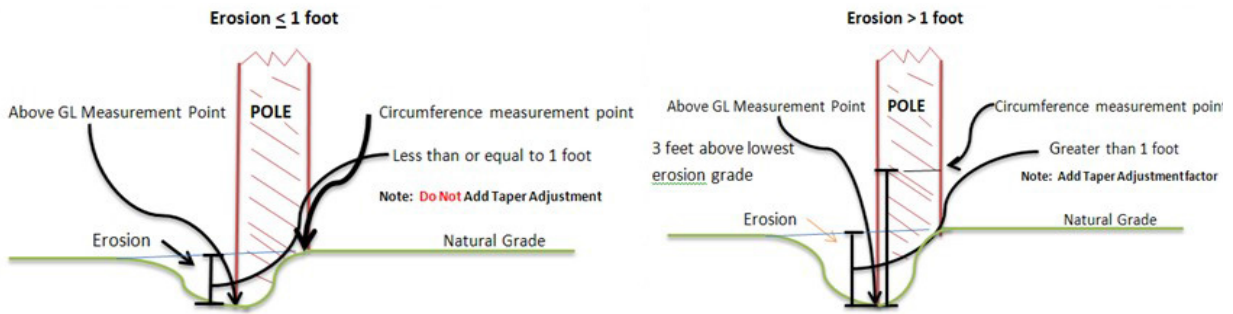 Erosion ≤ 1 foot
Above GL Measurement Point
POLE
Circumference measurement point
Less than or equal to 1 foot
Note: Do Not Add Taper Adjustment
Erosion
Natural Grade
Erosion > 1 foot
Above GL Measurement Point
POLE
Circumference measurement point
3 feet above lowest
erosion grade
Greater than 1 foot
Note: Add Taper Adjustment factor
Erosion
Natural Grade